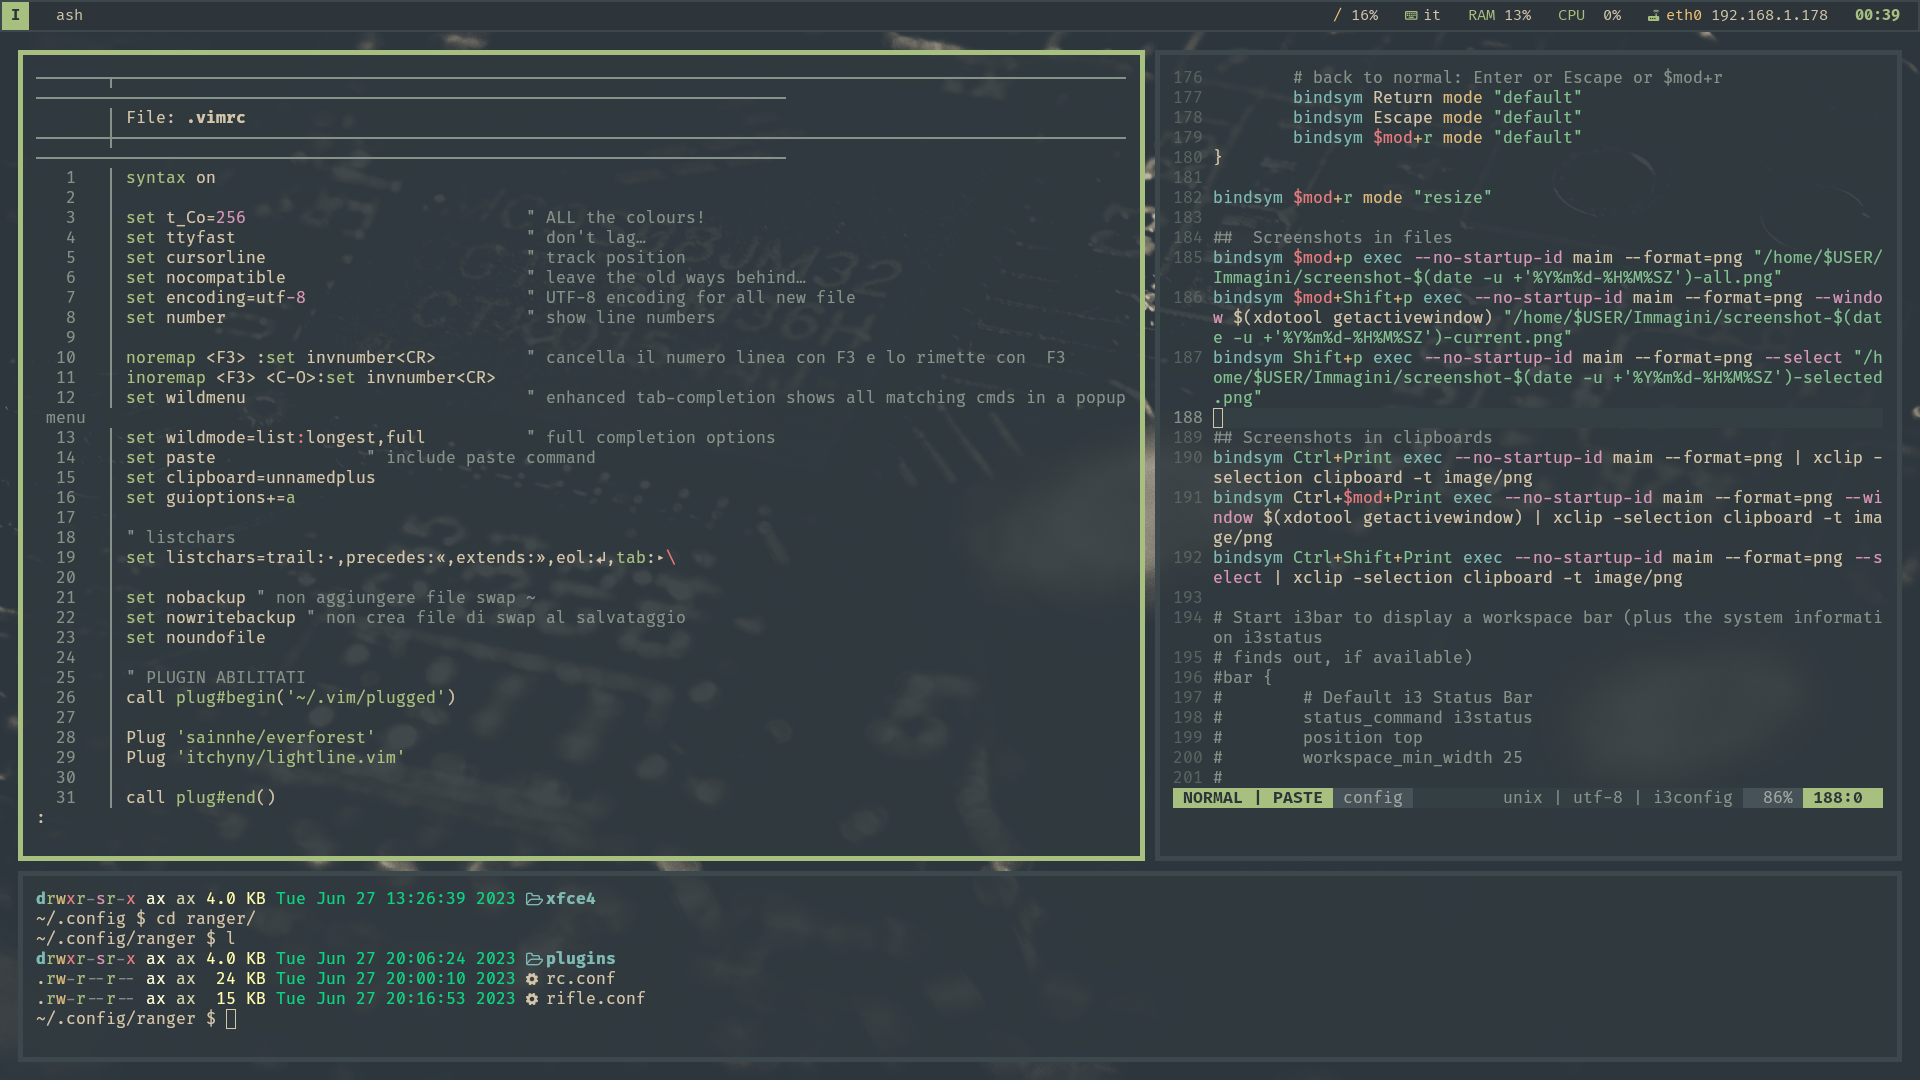 I ash / 16% it RAM 13% CPU 0% eth0 192.168.1.178 00:39
File: .vimrc
1 syntax on
2
3 set t_Co=256 " ALL the colours!
4 set ttyfast " don't lag…
5 set cursorline " track position
6 set nocompatible " leave the old ways behind…
7 set encoding=utf-8 " UTF-8 encoding for all new file
8 set number " show line numbers
9
10 noremap <F3> :set invnumber<CR> " cancella il numero linea con F3 e lo rimette con  F3
11 inoremap <F3> <C-O>:set invnumber<CR>
12 set wildmenu " enhanced tab-completion shows all matching cmds in a popup
menu
13 set wildmode=list:longest,full " full completion options
14 set paste " include paste command
15 set clipboard=unnamedplus
16 set guioptions+=a
17
18 " listchars
19 set listchars=trail:·,precedes:«,extends:»,eol:↲,tab:▸\
20
21 set nobackup " non aggiungere file swap ~
22 set nowritebackup " non crea file di swap al salvataggio
23 set noundofile
24
25 " PLUGIN ABILITATI
26 call plug#begin('~/.vim/plugged')
27
28 Plug 'sainnhe/everforest'
29 Plug 'itchyny/lightline.vim'
30
31 call plug#end()
:
176 # back to normal: Enter or Escape or $mod+r
177 bindsym Return mode "default"
178 bindsym Escape mode "default"
179 bindsym $mod+r mode "default"
180 }
181
182 bindsym $mod+r mode "resize"
183
184 ##  Screenshots in files
185 bindsym $mod+p exec --no-startup-id maim --format=png "/home/$USER/
Immagini/screenshot-$(date -u +'%Y%m%d-%H%M%SZ')-all.png"
186 bindsym $mod+Shift+p exec --no-startup-id maim --format=png --windo
w $(xdotool getactivewindow) "/home/$USER/Immagini/screenshot-$(dat
e -u +'%Y%m%d-%H%M%SZ')-current.png"
187 bindsym Shift+p exec --no-startup-id maim --format=png --select "/h
ome/$USER/Immagini/screenshot-$(date -u +'%Y%m%d-%H%M%SZ')-selected
.png"
188
189 ## Screenshots in clipboards
190 bindsym Ctrl+Print exec --no-startup-id maim --format=png | xclip -
selection clipboard -t image/png
191 bindsym Ctrl+$mod+Print exec --no-startup-id maim --format=png --wi
ndow $(xdotool getactivewindow) | xclip -selection clipboard -t ima
ge/png
192 bindsym Ctrl+Shift+Print exec --no-startup-id maim --format=png --s
elect | xclip -selection clipboard -t image/png
193
194 # Start i3bar to display a workspace bar (plus the system informati
on i3status
195 # finds out, if available)
196 #bar {
197 #        # Default i3 Status Bar
198 #        status_command i3status
199 #        position top
200 #        workspace_min_width 25
201 #
NORMAL | PASTE config unix | utf-8 | i3config 86% 188:0
drwxr-sr-x ax ax 4.0 KB Tue Jun 27 13:26:39 2023 xfce4
~/.config $ cd ranger/
~/.config/ranger $ l
drwxr-sr-x ax ax 4.0 KB Tue Jun 27 20:06:24 2023 plugins
.rw-r--r-- ax ax  24 KB Tue Jun 27 20:00:10 2023 rc.conf
.rw-r--r-- ax ax  15 KB Tue Jun 27 20:16:53 2023 rifle.conf
~/.config/ranger $